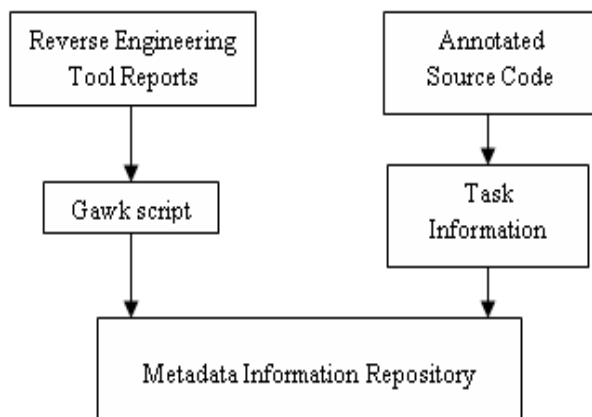 Reverse Engineering
Tool Reports
Annotated
Source Code
Gawk script
Task
Information
Metadata Information Repository